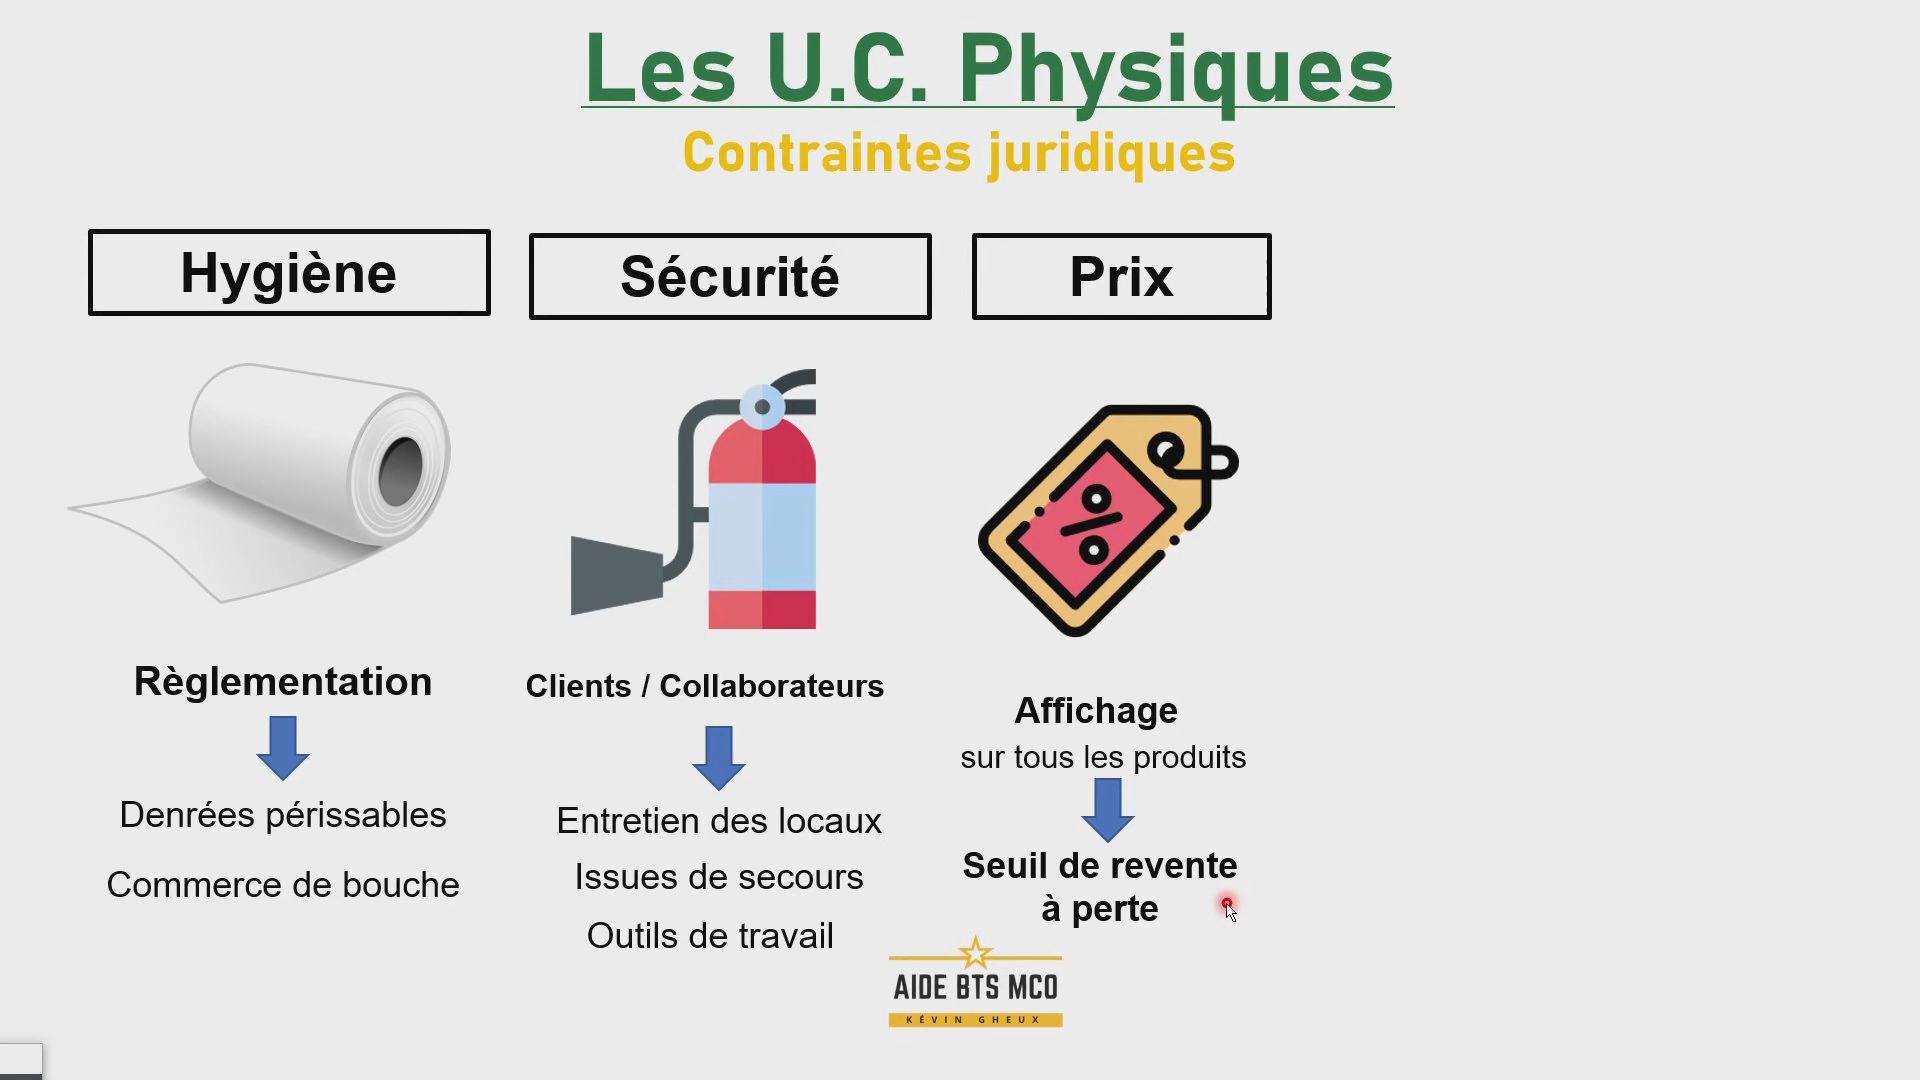 Les U.C. Physiques
Contraintes juridiques
Hygiène
Règlementation
Denrées périssables
Commerce de bouche
Sécurité
Clients / Collaborateurs
Entretien des locaux
Issues de secours
Outils de travail
Prix
%
Affichage
sur tous les produits
Seuil de revente
à perte
AIDE BTS MCO
KÉVIN GHEUX